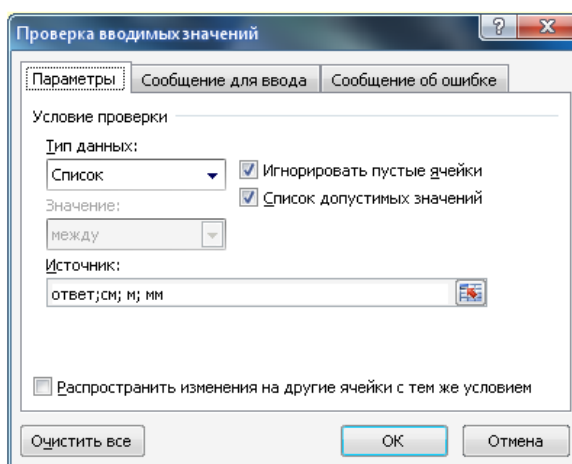 Проверка вводимых значений
Параметры Сообщение для ввода Сообщение об ошибке
Условие проверки
Тип данных:
Список
Игнорировать пустые ячейки
Список допустимых значений
Значение:
между
Источник:
ответ;см; м; мм
Распространить изменения на другие ячейки с тем же условием
Очистить все ОК Отмена